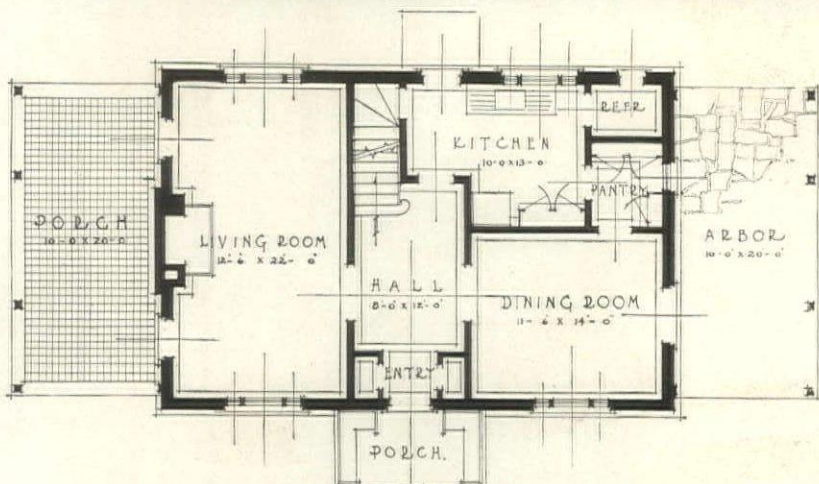 PORCH
10-0 X 20-0
LIVING ROOM
12'-6 X 22'-0"
KITCHEN
10-0 X 13-0
REFR
PANTRY
HALL
8'-0" X 12'-0"
DINING ROOM
11-6 X 14'-0"
ARBOR
10-0" X 20-0"
ENTRY
PORCH.